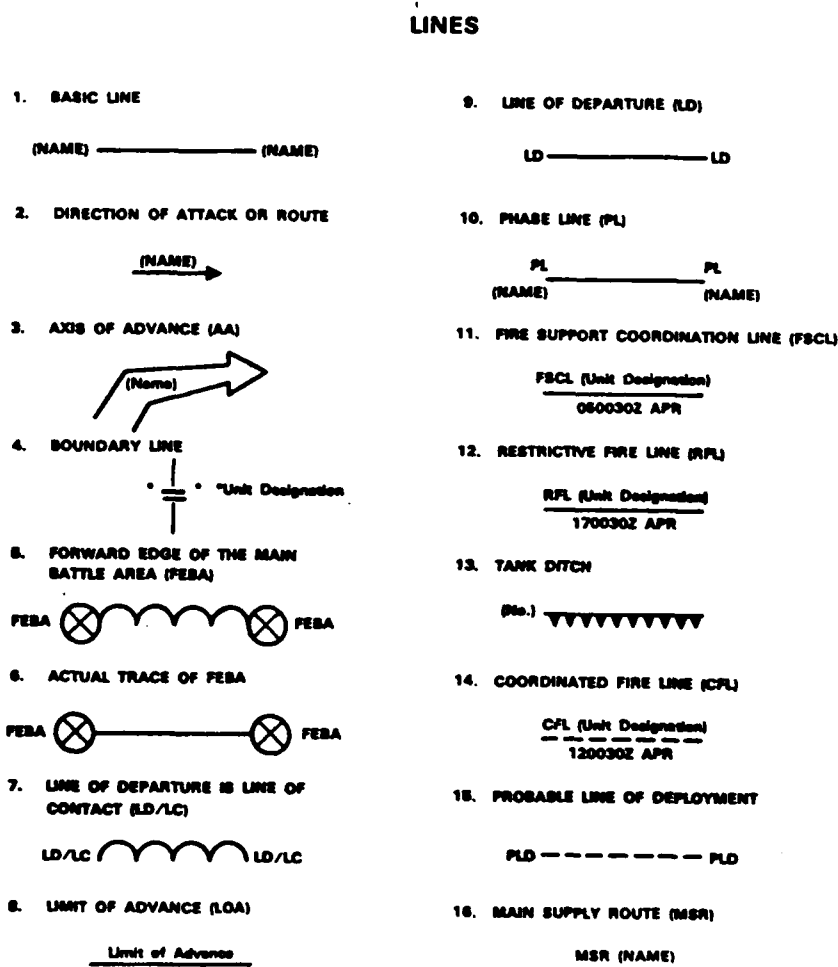 LINES
1. BASIC LINE
(NAME) (NAME)
2. DIRECTION OF ATTACK OR ROUTE
(NAME)
3. AXIS OF ADVANCE (AA)
(Name)
4. BOUNDARY LINE
* * *Unit Designation
5. FORWARD EDGE OF THE MAIN
BATTLE AREA (FEBA)
FEBA FEBA
6. ACTUAL TRACE OF FEBA
FEBA FEBA
7. LINE OF DEPARTURE IS LINE OF
CONTACT (LD/LC)
LD/LC LD/LC
8. LIMIT OF ADVANCE (LOA)
Limit of Advance
9. LINE OF DEPARTURE (LD)
LD LD
10. PHASE LINE (PL)
PL PL
(NAME) (NAME)
11. FIRE SUPPORT COORDINATION LINE (FSCL)
FSCL (Unit Designation)
050030Z APR
12. RESTRICTIVE FIRE LINE (RFL)
RFL (Unit Designation)
170030Z APR
13. TANK DITCH
(No.)
14. COORDINATED FIRE LINE (CFL)
CFL (Unit Designation)
120030Z APR
15. PROBABLE LINE OF DEPLOYMENT
PLD PLD
16. MAIN SUPPLY ROUTE (MSR)
MSR (NAME)